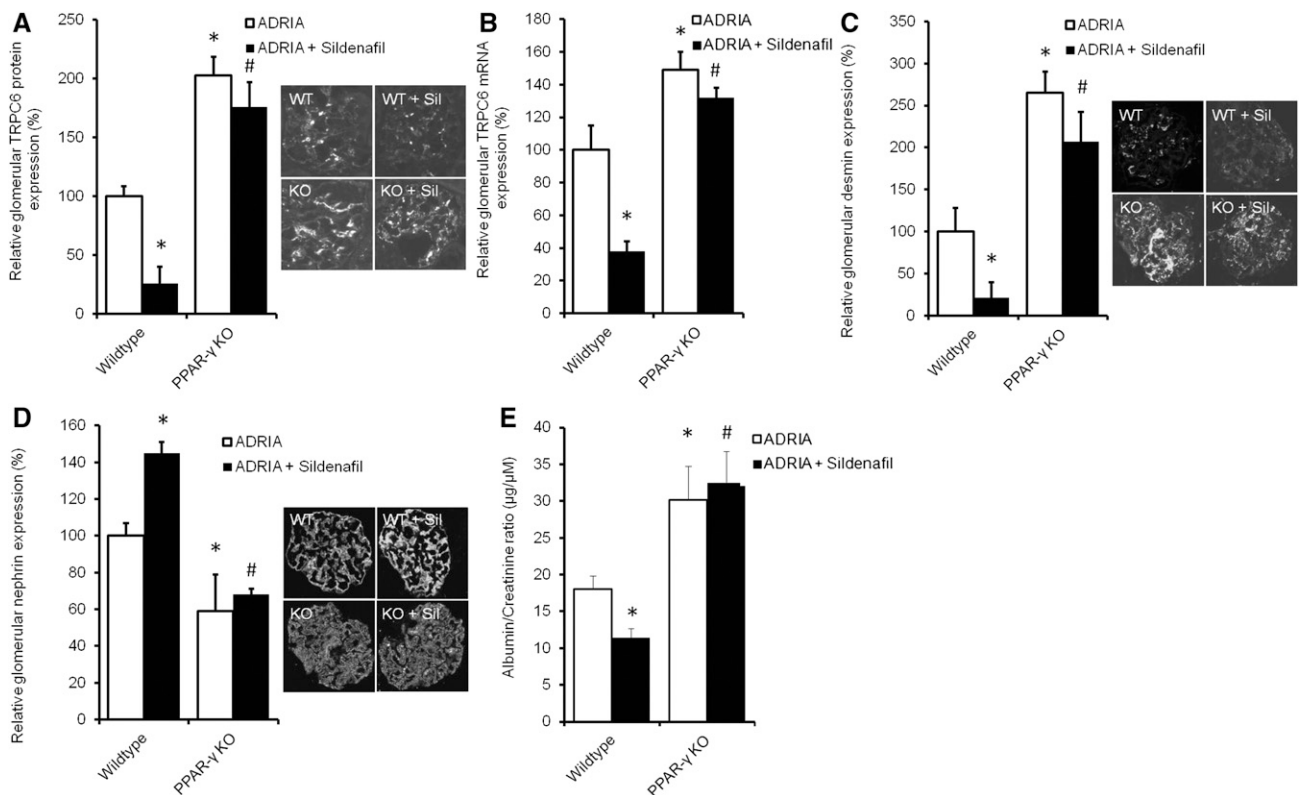 A
Relative glomerular TRPC6 protein
expression (%)
250
200
150
100
50
0
ADRIA
ADRIA + Sildenafil
*
*
#
Wildtype
PPAR-γ KO
WT
WT + Sil
KO
KO + Sil
B
Relative glomerular TRPC6 mRNA
expression (%)
180
160
140
120
100
80
60
40
20
0
ADRIA
ADRIA + Sildenafil
*
*
#
Wildtype
PPAR-γ KO
C
Relative glomerular desmin expression (%)
350
300
250
200
150
100
50
0
ADRIA
ADRIA + Sildenafil
*
*
#
Wildtype
PPAR-γ KO
WT
WT + Sil
KO
KO + Sil
D
Relative glomerular nephrin expression (%)
160
140
120
100
80
60
40
20
0
ADRIA
ADRIA + Sildenafil
*
*
#
Wildtype
PPAR-γ KO
WT
WT + Sil
KO
KO + Sil
E
Albumin/Creatinine ratio (µg/µM)
40
35
30
25
20
15
10
5
0
ADRIA
ADRIA + Sildenafil
*
*
#
Wildtype
PPAR-γ KO